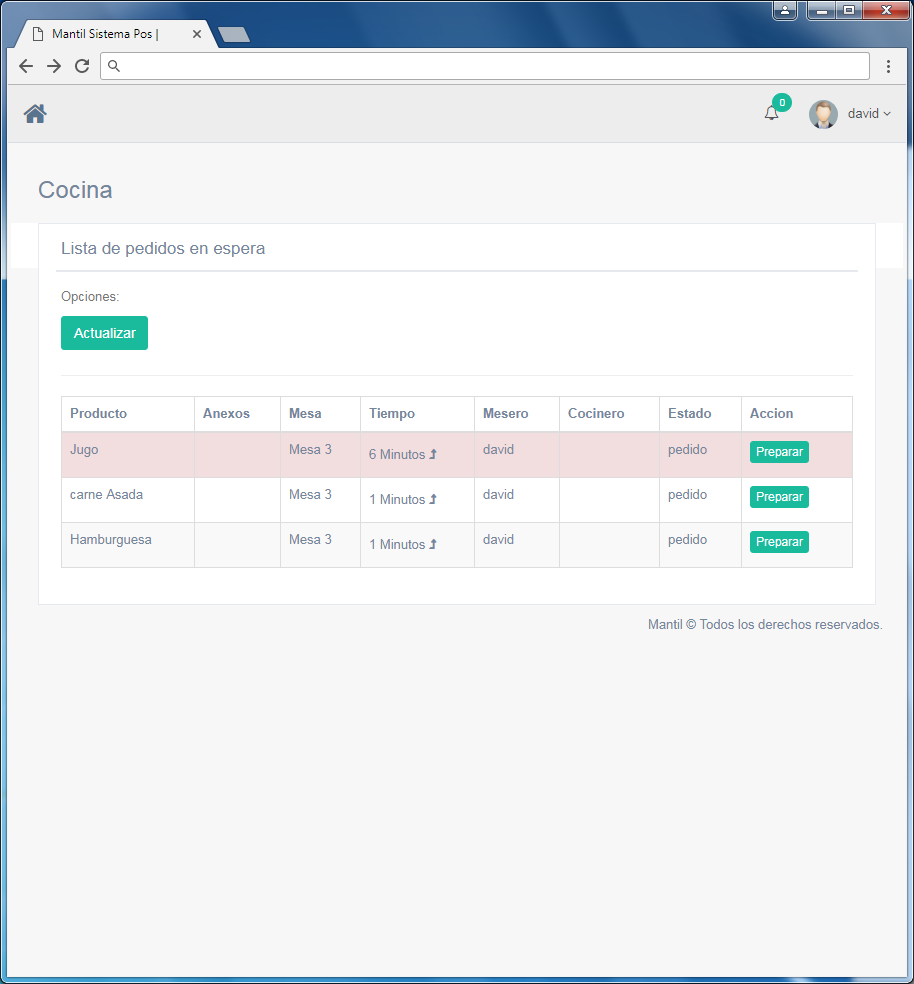 Mantil Sistema Pos |
0
david
Cocina
Lista de pedidos en espera
Opciones:
Actualizar
Producto Anexos Mesa Tiempo Mesero Cocinero Estado Accion
Jugo Mesa 3 6 Minutos david pedido Preparar
carne Asada Mesa 3 1 Minutos david pedido Preparar
Hamburguesa Mesa 3 1 Minutos david pedido Preparar
Mantil © Todos los derechos reservados.